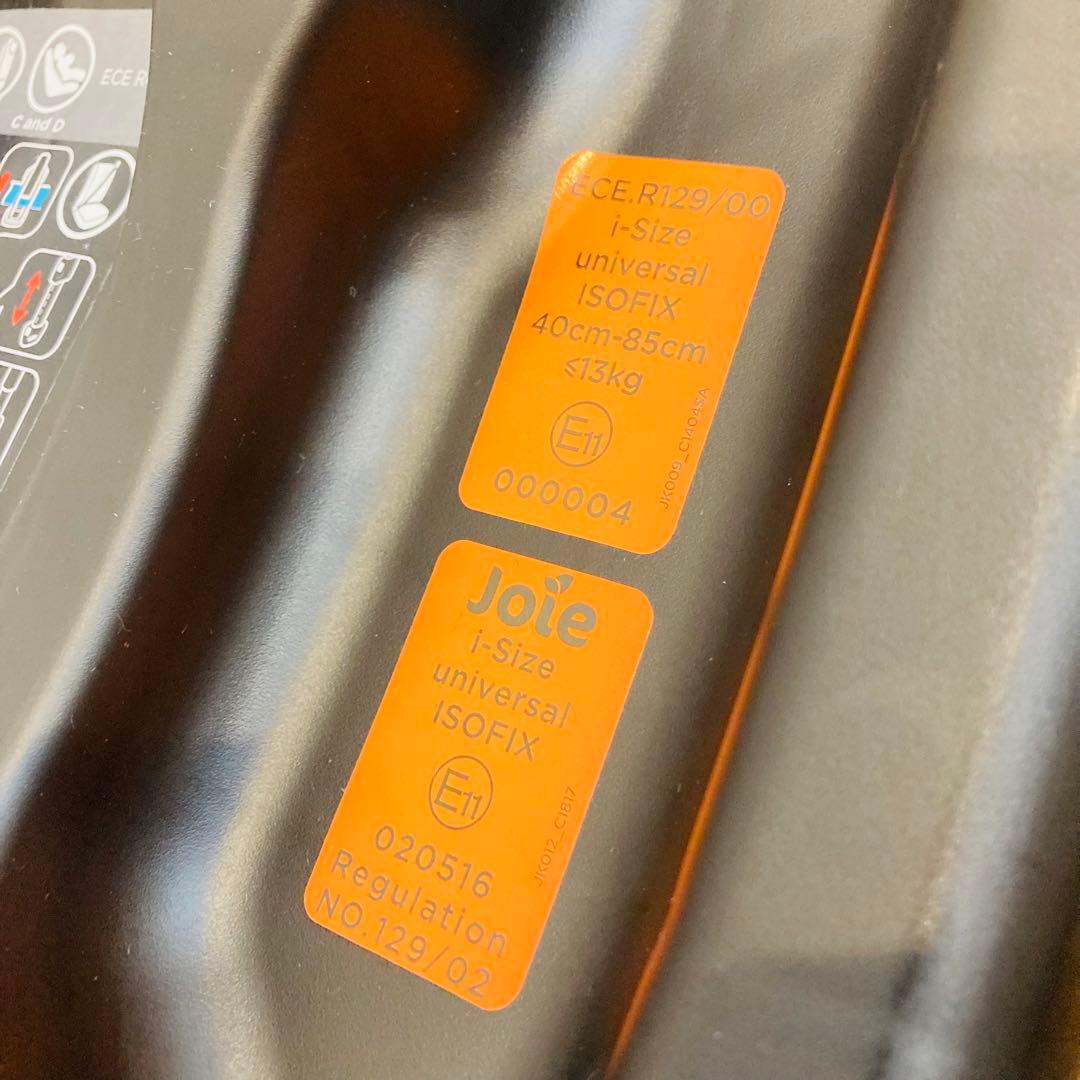 ECE R
C and D
ECE.R129/00
i-Size
universal
ISOFIX
40cm-85cm
≤13kg
E11
000004
JK009_C1404SA
Joie
i-Size
universal
ISOFIX
E11
020516
Regulation
NO.129/02
JK012_C1817